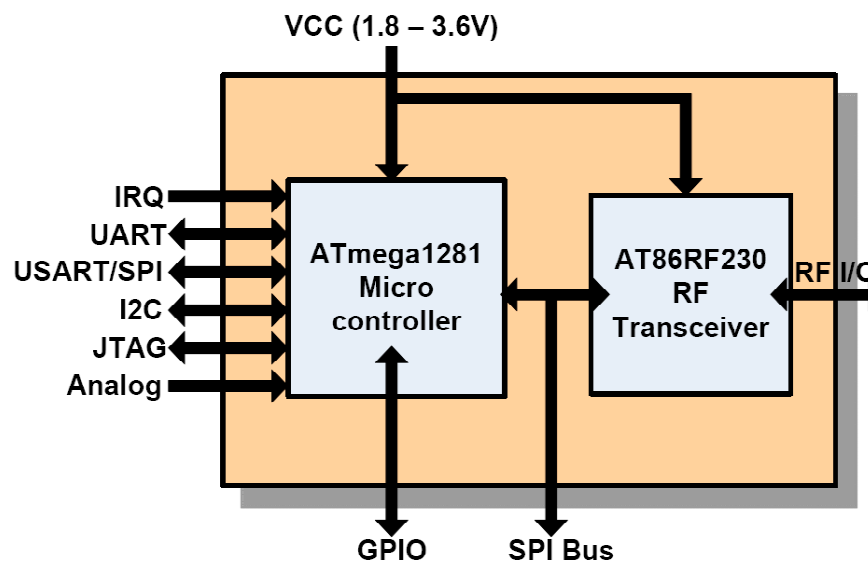 VCC (1.8 – 3.6V)
IRQ
UART
USART/SPI
I2C
JTAG
Analog
ATmega1281
Micro
controller
AT86RF230
RF
Transceiver
RF I/O
GPIO
SPI Bus